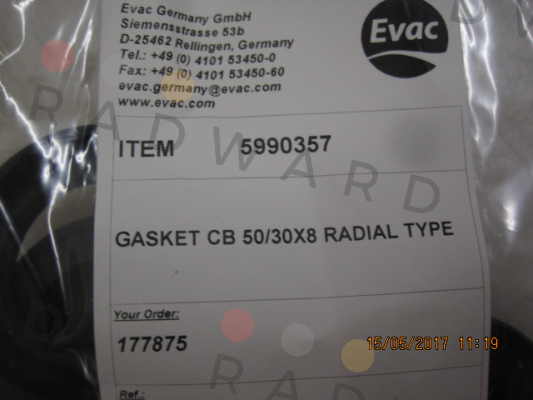 Evac Germany GmbH
Siemensstrasse 53b
D-25462 Rellingen, Germany
Tel.: +49 (0) 4101 53450-0
Fax: +49 (0) 4101 53450-60
evac.germany@evac.com
www.evac.com
Evac
ITEM 5990357
RADWARD
GASKET CB 50/30X8 RADIAL TYPE
Your Order:
177875
15/05/2017 11:19
Ref.: